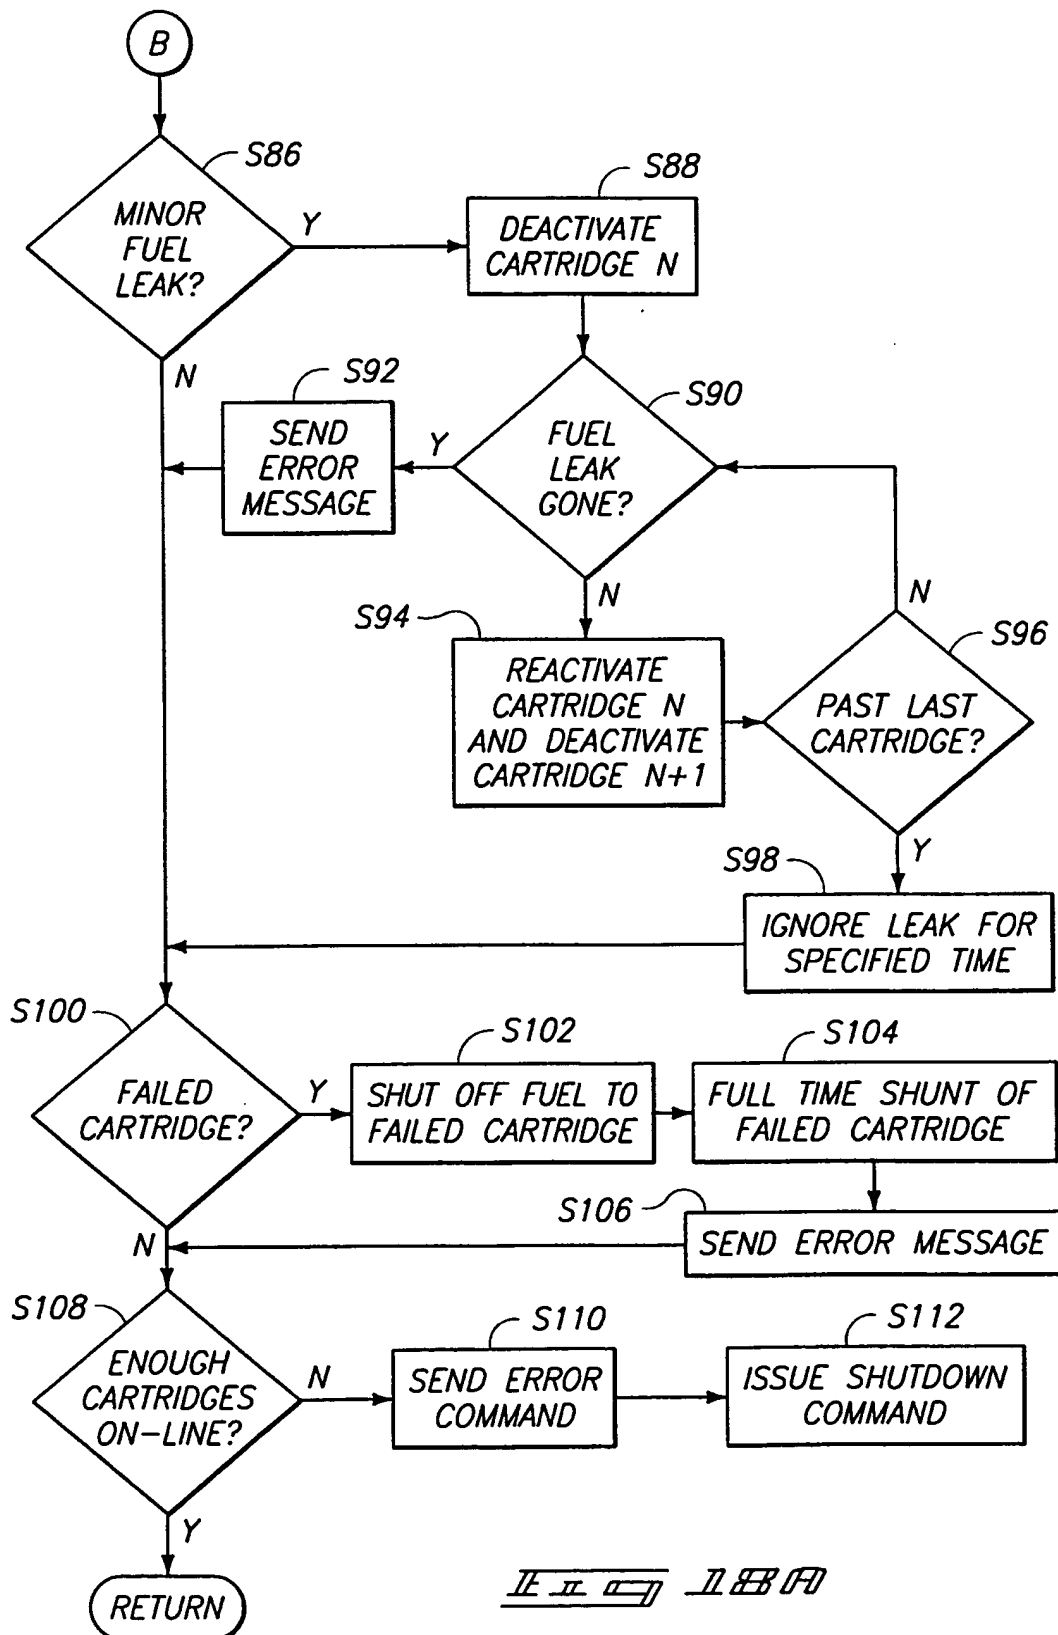 B
S86
MINOR
FUEL
LEAK?
Y
N
S88
DEACTIVATE
CARTRIDGE N
S92
SEND
ERROR
MESSAGE
Y
S90
FUEL
LEAK
GONE?
N
S94
REACTIVATE
CARTRIDGE N
AND DEACTIVATE
CARTRIDGE N+1
N
S96
PAST LAST
CARTRIDGE?
Y
S98
IGNORE LEAK FOR
SPECIFIED TIME
S100
FAILED
CARTRIDGE?
Y
N
S102
SHUT OFF FUEL TO
FAILED CARTRIDGE
S104
FULL TIME SHUNT OF
FAILED CARTRIDGE
S106
SEND ERROR MESSAGE
S108
ENOUGH
CARTRIDGES
ON-LINE?
N
Y
S110
SEND ERROR
COMMAND
S112
ISSUE SHUTDOWN
COMMAND
RETURN
Fig 18A